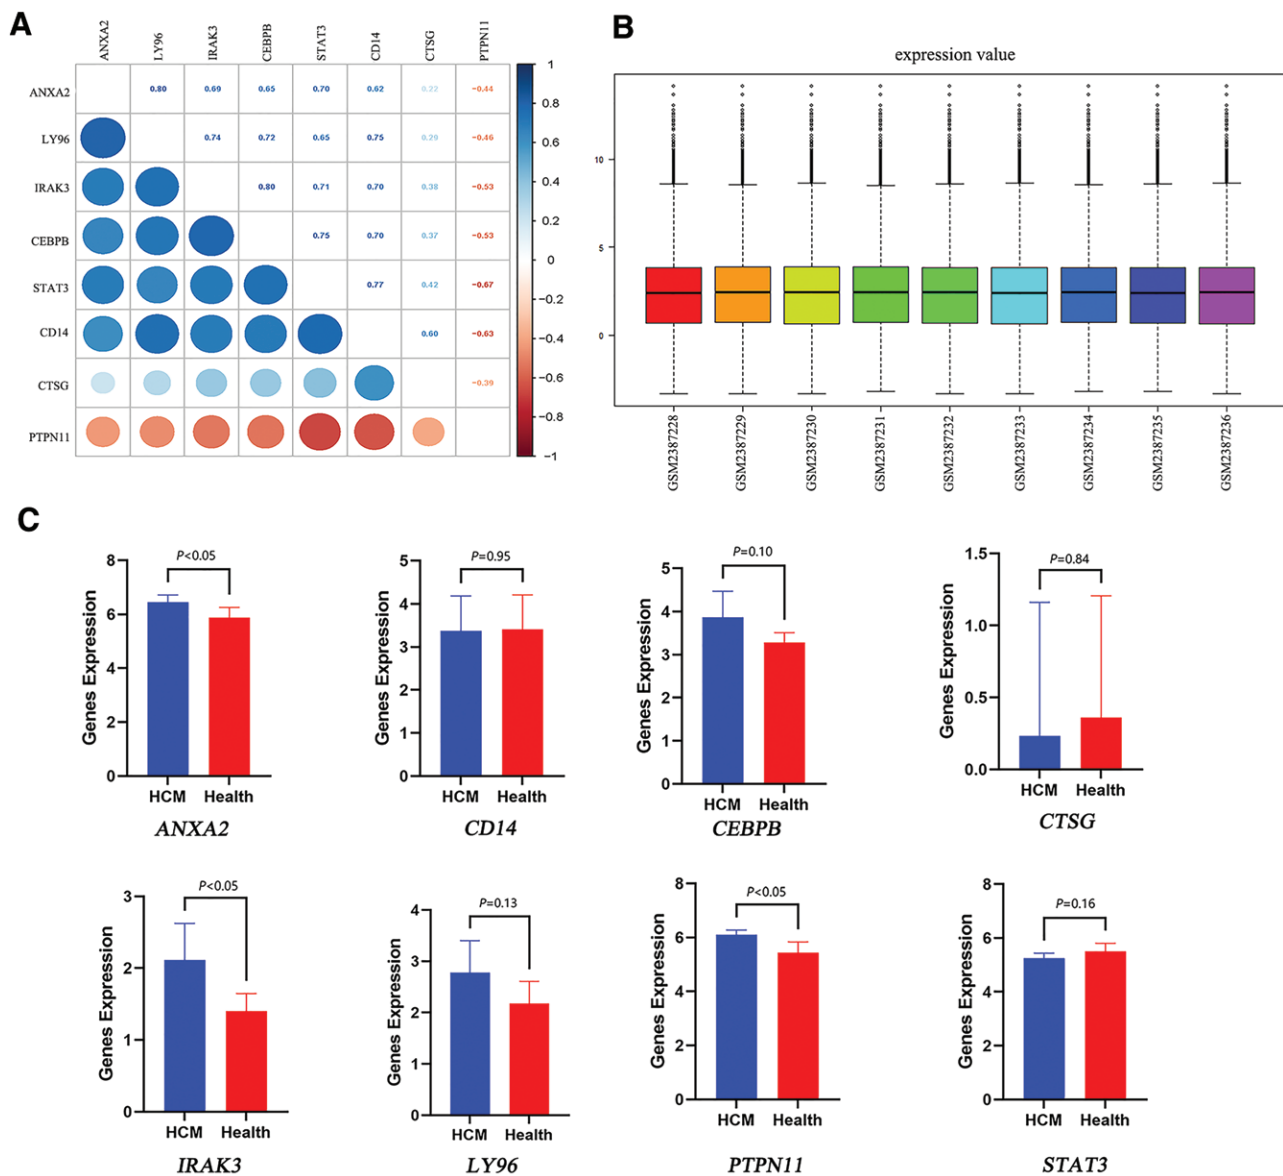 A
ANXA2 LY96 IRAK3 CEBPB STAT3 CD14 CTSG PTPN11
ANXA2 0.80 0.69 0.65 0.70 0.62 0.22 −0.44
LY96 0.74 0.72 0.65 0.75 0.29 −0.46
IRAK3 0.80 0.71 0.70 0.38 −0.53
CEBPB 0.75 0.70 0.37 −0.53
STAT3 0.77 0.42 −0.67
CD14 0.60 −0.63
CTSG −0.39
PTPN11
1
0.8
0.6
0.4
0.2
0
−0.2
−0.4
−0.6
−0.8
−1
B
expression value
10
5
0
GSM2387228 GSM2387229 GSM2387230 GSM2387231 GSM2387232 GSM2387233 GSM2387234 GSM2387235 GSM2387236
C
Genes Expression
8
6
4
2
0
P<0.05
HCM Health
ANXA2
Genes Expression
5
4
3
2
1
0
P=0.95
HCM Health
CD14
Genes Expression
5
4
3
2
1
0
P=0.10
HCM Health
CEBPB
Genes Expression
1.5
1.0
0.5
0.0
P=0.84
HCM Health
CTSG
Genes Expression
3
2
1
0
P<0.05
HCM Health
IRAK3
Genes Expression
4
3
2
1
0
P=0.13
HCM Health
LY96
Genes Expression
8
6
4
2
0
P<0.05
HCM Health
PTPN11
Genes Expression
8
6
4
2
0
P=0.16
HCM Health
STAT3